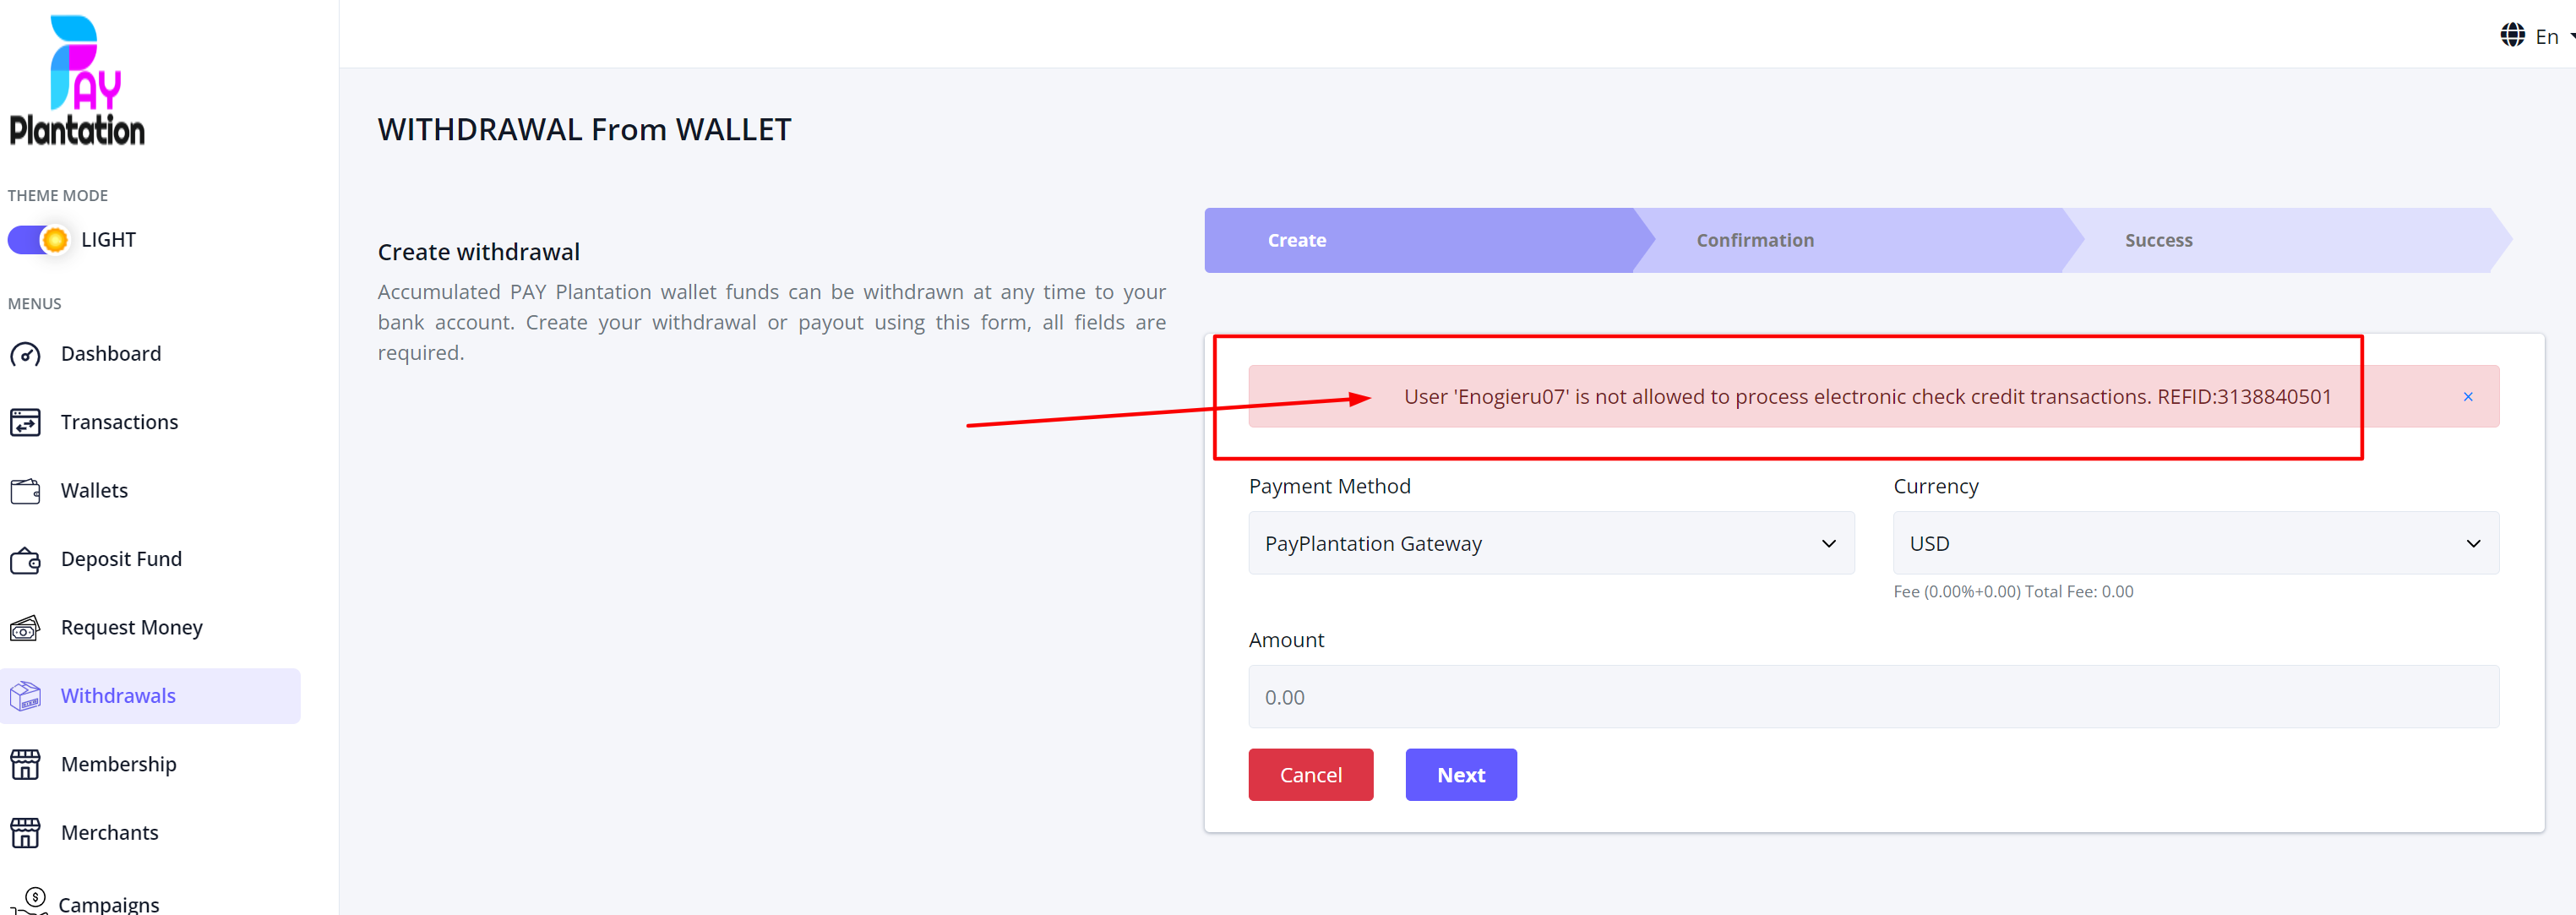 PAY
Plantation
THEME MODE
LIGHT
MENUS
Dashboard
Transactions
Wallets
Deposit Fund
Request Money
Withdrawals
Membership
Merchants
$
Campaigns
En
WITHDRAWAL From WALLET
Create withdrawal
Accumulated PAY Plantation wallet funds can be withdrawn at any time to your
bank account. Create your withdrawal or payout using this form, all fields are
required.
Create
Confirmation
Success
User 'Enogieru07' is not allowed to process electronic check credit transactions. REFID:3138840501
×
Payment Method
PayPlantation Gateway
Currency
USD
Fee (0.00%+0.00) Total Fee: 0.00
Amount
0.00
Cancel
Next